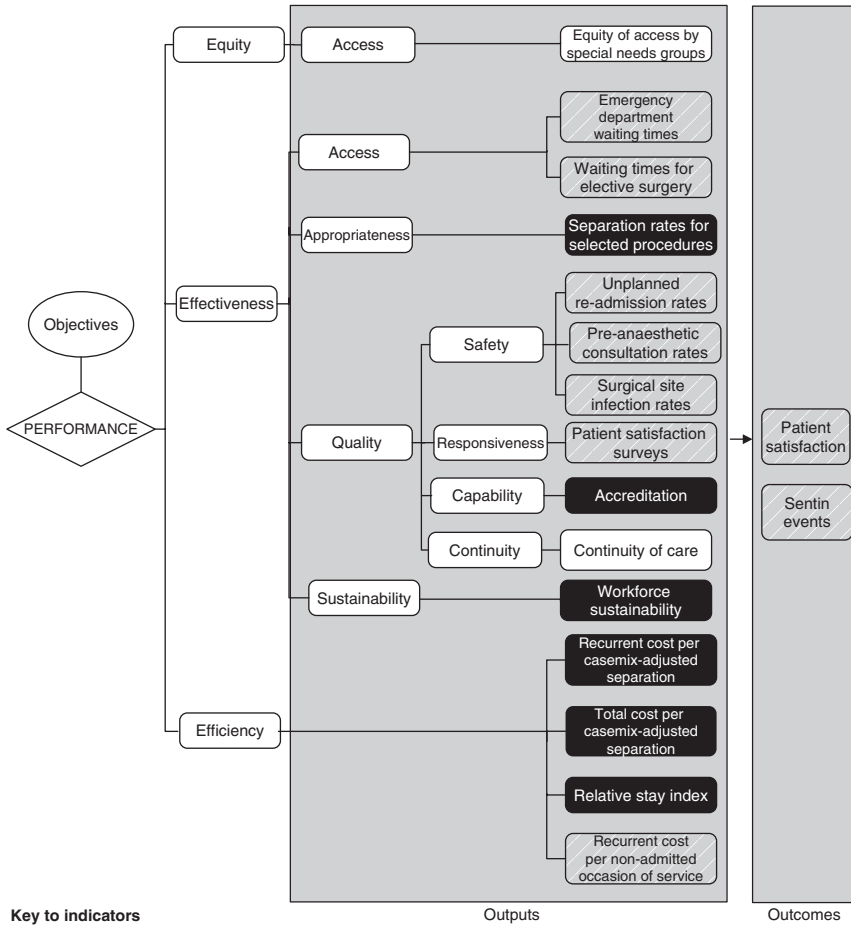 Equity
Access
Equity of access by
special needs groups
Emergency
department
waiting times
Access
Waiting times for
elective surgery
Appropriateness
Separation rates for
selected procedures
Effectiveness
Unplanned
re-admission rates
Objectives
Safety
Pre-anaesthetic
consultation rates
Surgical site
infection rates
PERFORMANCE
Quality
Responsiveness
Patient satisfaction
surveys
Patient
satisfaction
Capability
Accreditation
Sentin
events
Continuity
Continuity of care
Sustainability
Workforce
sustainability
Recurrent cost per
casemix-adjusted
separation
Efficiency
Total cost per
casemix-adjusted
separation
Relative stay index
Recurrent cost
per non-admitted
occasion of service
Key to indicators
Outputs
Outcomes